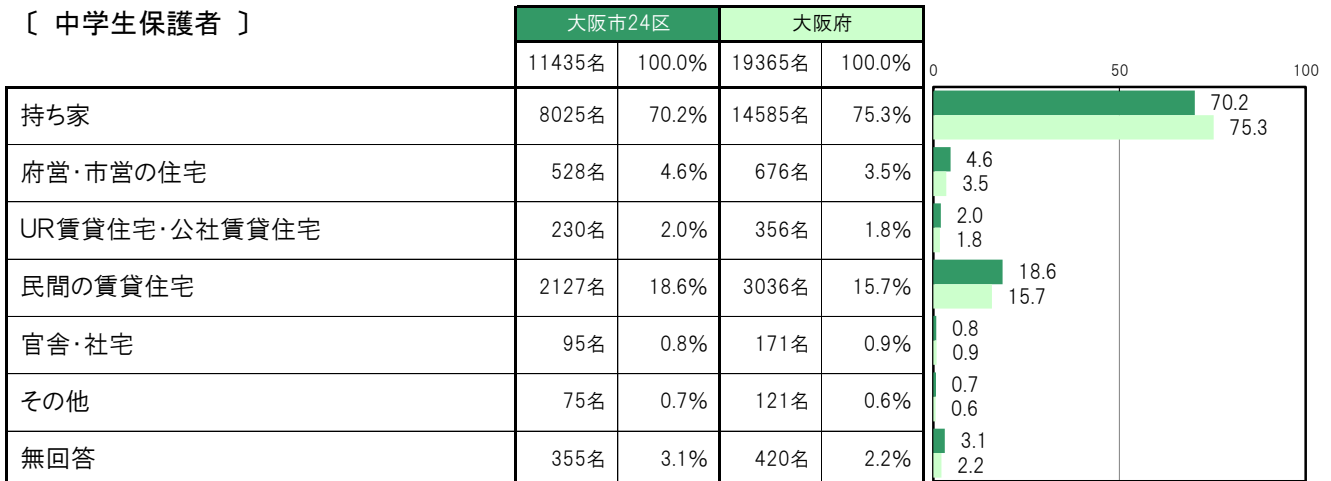 〔 中学生保護者 〕
大阪市24区 大阪府
11435名 100.0% 19365名 100.0%
0 50 100
持ち家 8025名 70.2% 14585名 75.3% 70.2 75.3
府営・市営の住宅 528名 4.6% 676名 3.5% 4.6 3.5
UR賃貸住宅・公社賃貸住宅 230名 2.0% 356名 1.8% 2.0 1.8
民間の賃貸住宅 2127名 18.6% 3036名 15.7% 18.6 15.7
官舎・社宅 95名 0.8% 171名 0.9% 0.8 0.9
その他 75名 0.7% 121名 0.6% 0.7 0.6
無回答 355名 3.1% 420名 2.2% 3.1 2.2